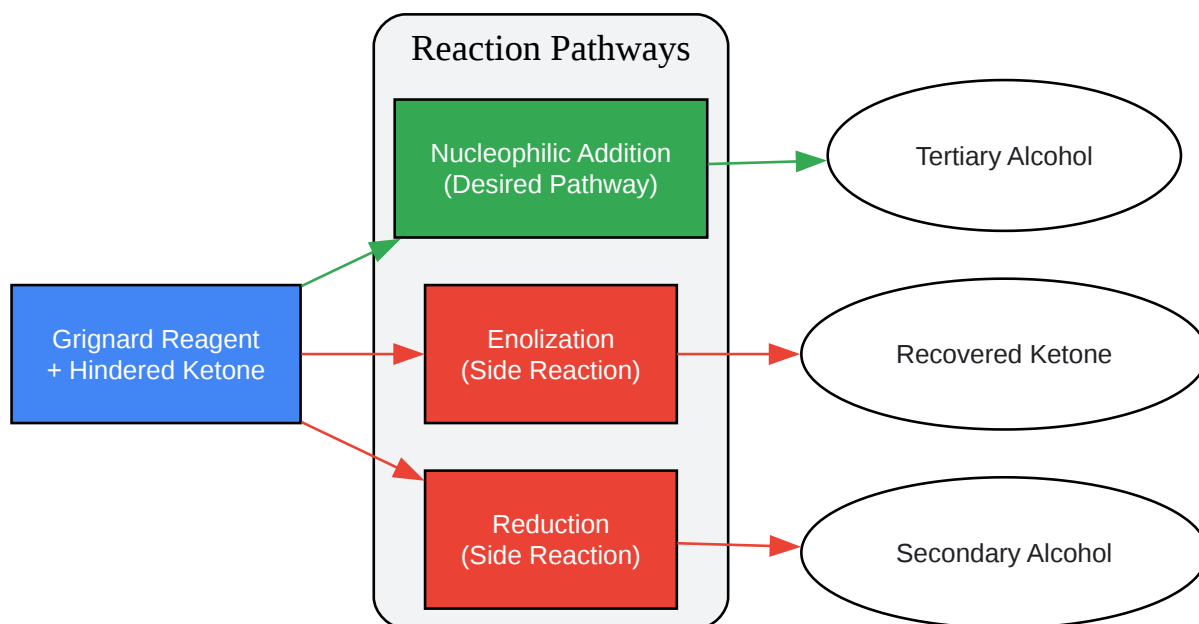 Reaction Pathways
Nucleophilic Addition
(Desired Pathway)
Tertiary Alcohol
Grignard Reagent
+ Hindered Ketone
Enolization
(Side Reaction)
Recovered Ketone
Reduction
(Side Reaction)
Secondary Alcohol